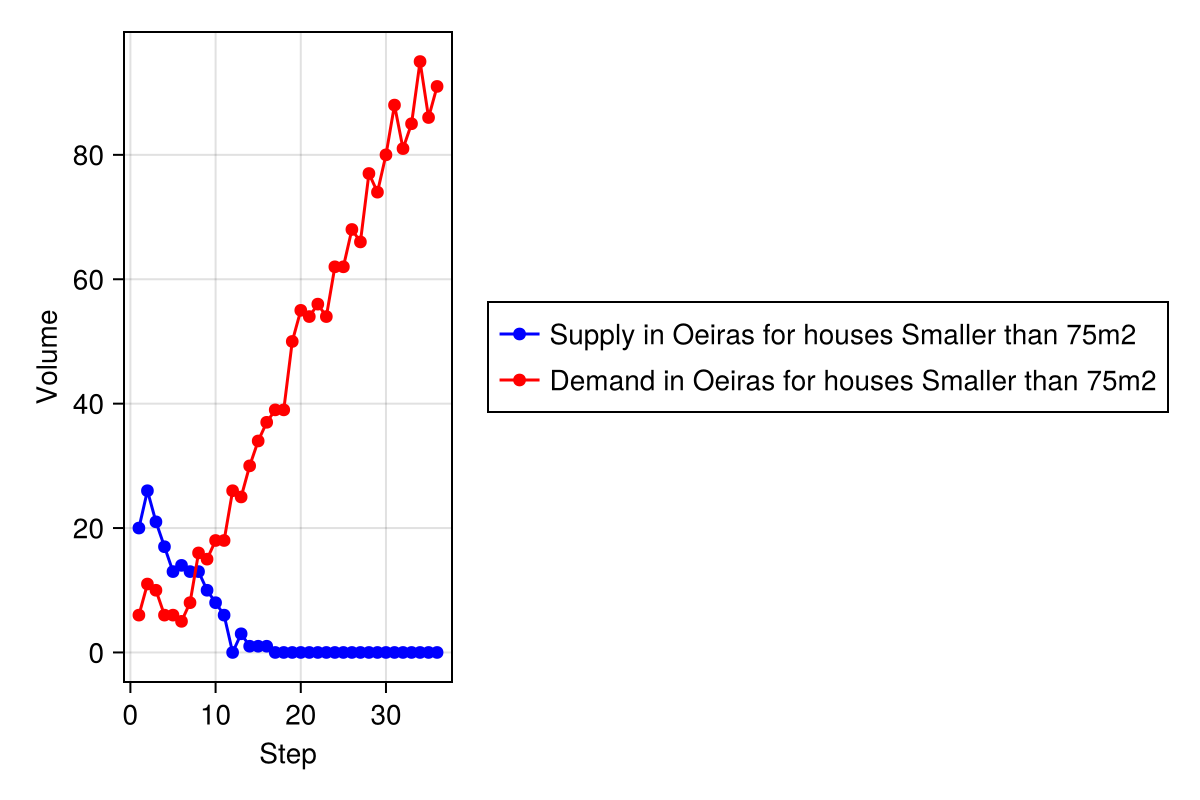 80
60
40
20
0
Volume
0 10 20 30
Step
Supply in Oeiras for houses Smaller than 75m2
Demand in Oeiras for houses Smaller than 75m2